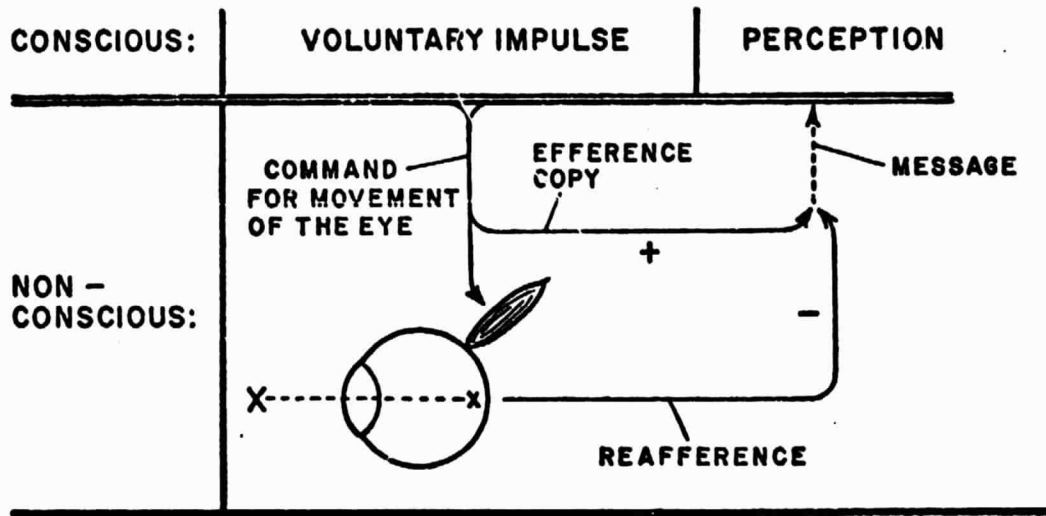 CONSCIOUS:
VOLUNTARY IMPULSE
PERCEPTION
COMMAND
FOR MOVEMENT
OF THE EYE
EFFERENCE
COPY
MESSAGE
+
NON –
CONSCIOUS:
–
X
x
REAFFERENCE